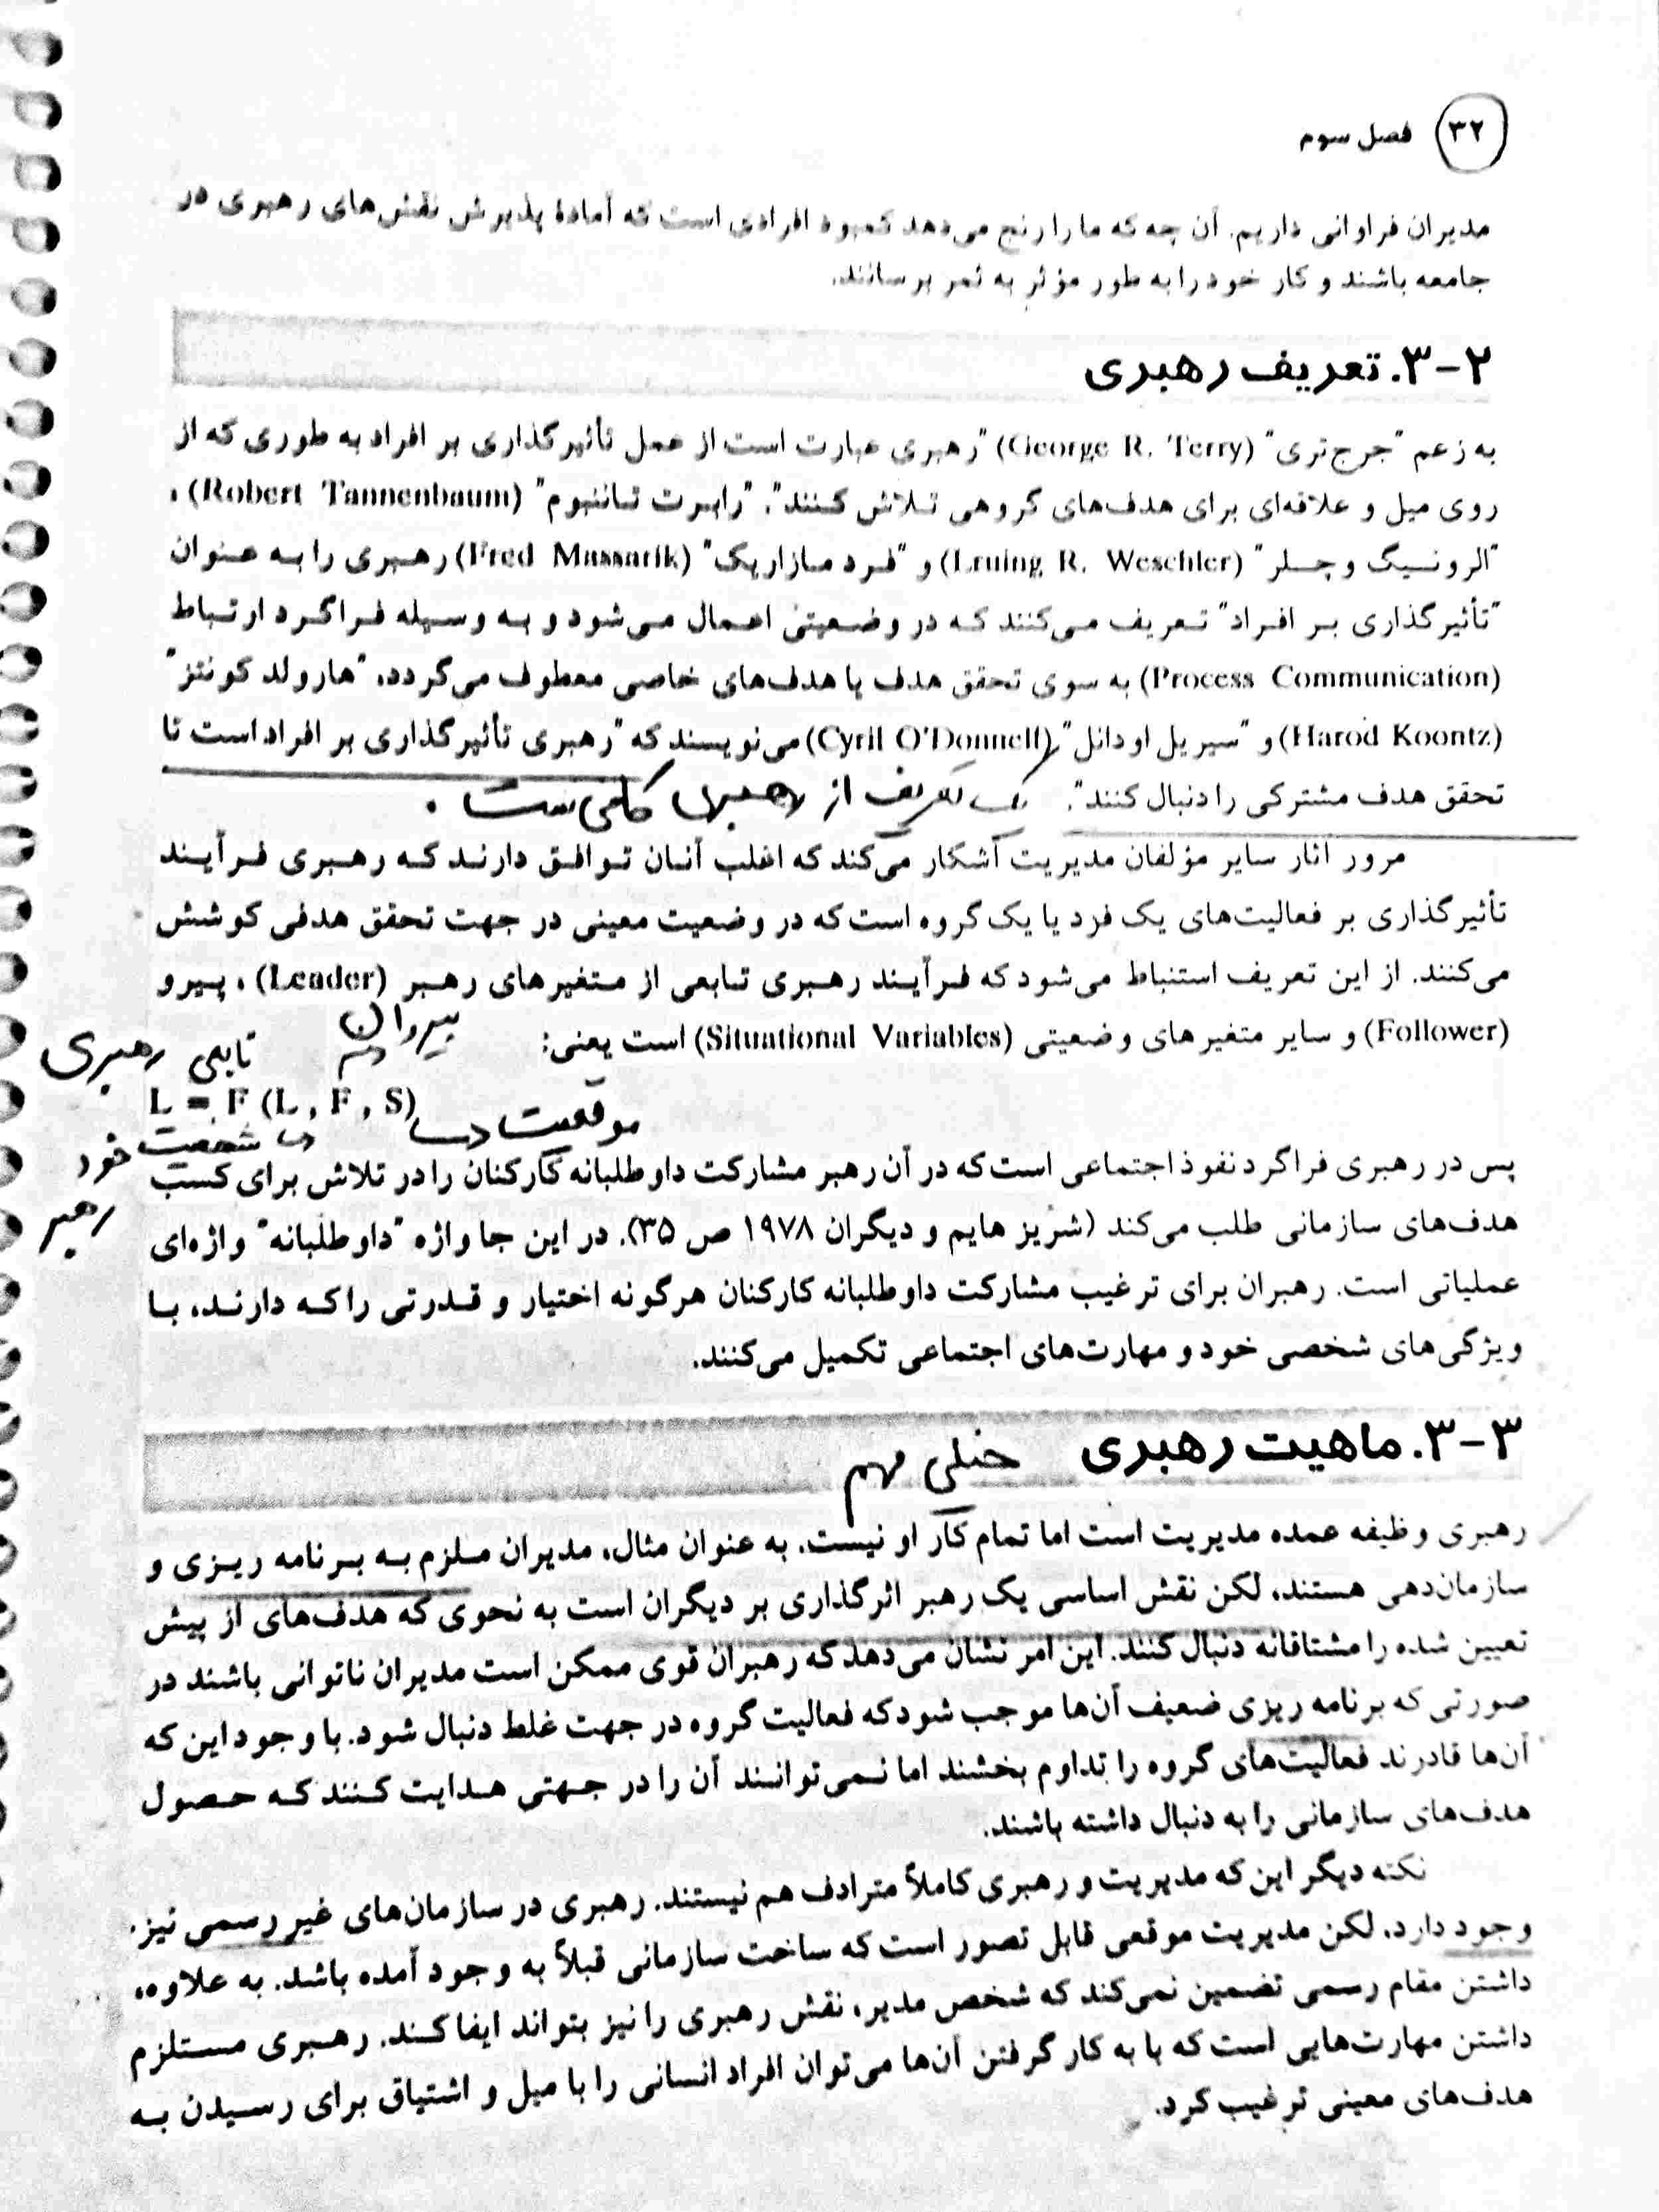 ۳۲ فصل سوم
مدیران فراوانی داریم. آن چه که ما را رنج می‌دهد کمبود افرادی است که آمادهٔ پذیرش نقش‌های رهبری در
جامعه باشند و کار خود را به طور مؤثر به ثمر برسانند.
۳-۲. تعریف رهبری
به زعم "جرج تری" (George R. Terry) "رهبری عبارت است از عمل تأثیرگذاری بر افراد به طوری که از
روی میل و علاقه‌ای برای هدف‌های گروهی تلاش کنند". "رابرت تاننبوم" (Robert Tannenbaum)،
"الرونیگ وچلر" (Lruing R. Weschler) و "فرد مازاریک" (Fred Massarik) رهبری را به عنوان
"تأثیرگذاری بر افراد" تعریف می‌کنند که در وضعیتی اعمال می‌شود و به وسیله فراگرد ارتباط
(Process Communication) به سوی تحقق هدف یا هدف‌های خاصی معطوف می‌گردد. "هارولد کونتز"
(Harod Koontz) و "سیریل اودانل" (Cyril O'Donnell) می‌نویسند که "رهبری تأثیرگذاری بر افراد است تا
تحقق هدف مشترکی را دنبال کنند". یک تعریف از رهبری کلمی نیست.
مرور آثار سایر مؤلفان مدیریت آشکار می‌کند که اغلب آنان توافق دارند که رهبری فرآیند
تأثیرگذاری بر فعالیت‌های یک فرد یا یک گروه است که در وضعیت معینی در جهت تحقق هدفی کوشش
می‌کنند. از این تعریف استنباط می‌شود که فرآیند رهبری تابعی از متغیرهای رهبر (Leader)، پیرو
(Follower) و سایر متغیرهای وضعیتی (Situational Variables) است یعنی:
پیروان
تابعی رهبری
L = F (L , F , S)
موقعیت
شخصیت خود
رهبر
پس در رهبری فراگرد نفوذ اجتماعی است که در آن رهبر مشارکت داوطلبانه کارکنان را در تلاش برای کسب
هدف‌های سازمانی طلب می‌کند (شریز هایم و دیگران ۱۹۷۸ ص ۳۵). در این جا واژه "داوطلبانه" واژه‌ای
عملیاتی است. رهبران برای ترغیب مشارکت داوطلبانه کارکنان هرگونه اختیار و قدرتی را که دارند، با
ویژگی‌های شخصی خود و مهارت‌های اجتماعی تکمیل می‌کنند.
۳-۳. ماهیت رهبری خیلی مهم
رهبری وظیفه عمده مدیریت است اما تمام کار او نیست. به عنوان مثال، مدیران ملزم به برنامه ریزی و
سازمان‌دهی هستند، لکن نقش اساسی یک رهبر اثرگذاری بر دیگران است به نحوی که هدف‌های از پیش
تعیین شده را مشتاقانه دنبال کنند. این امر نشان می‌دهد که رهبران قوی ممکن است مدیران ناتوانی باشند در
صورتی که برنامه ریزی ضعیف آن‌ها موجب شود که فعالیت گروه در جهت غلط دنبال شود. با وجود این که
آن‌ها قادرند فعالیت‌های گروه را تداوم بخشند اما نمی‌توانند آن را در جهتی هدایت کنند که حصول
هدف‌های سازمانی را به دنبال داشته باشند.
نکته دیگر این که مدیریت و رهبری کاملاً مترادف هم نیستند. رهبری در سازمان‌های غیر رسمی نیز
وجود دارد، لکن مدیریت موقعی قابل تصور است که ساخت سازمانی قبلاً به وجود آمده باشد. به علاوه،
داشتن مقام رسمی تضمین نمی‌کند که شخص مدیر، نقش رهبری را نیز بتواند ایفا کند. رهبری مستلزم
داشتن مهارت‌هایی است که با به کار گرفتن آن‌ها می‌توان افراد انسانی را با میل و اشتیاق برای رسیدن به
هدف‌های معینی ترغیب کرد.